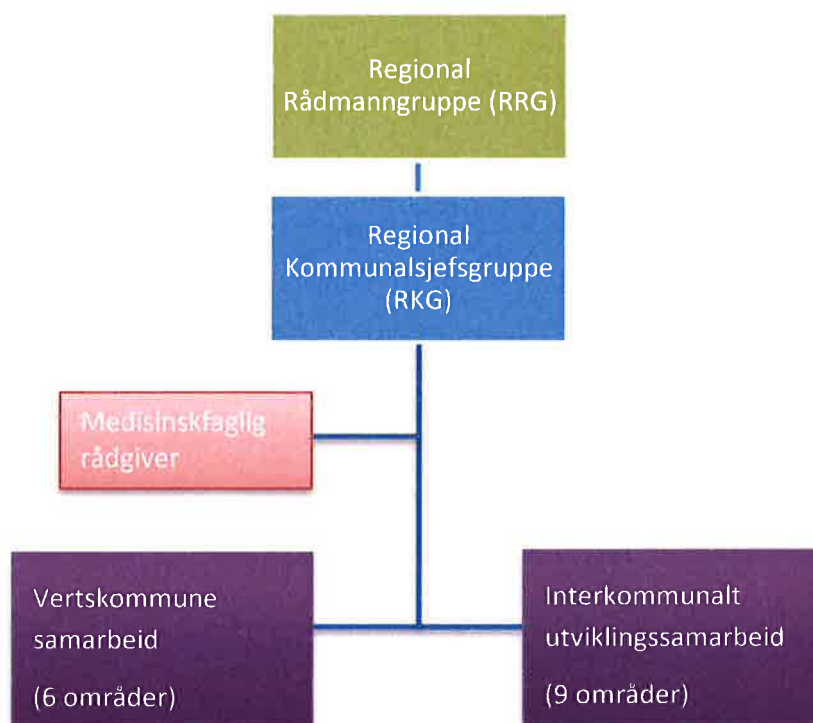 Regional
Rådmanngruppe (RRG)
Regional
Kommunalsjefsgruppe
(RKG)
Medisinskfaglig
rådgiver
Vertskommune
samarbeid
(6 områder)
Interkommunalt
utviklingssamarbeid
(9 områder)